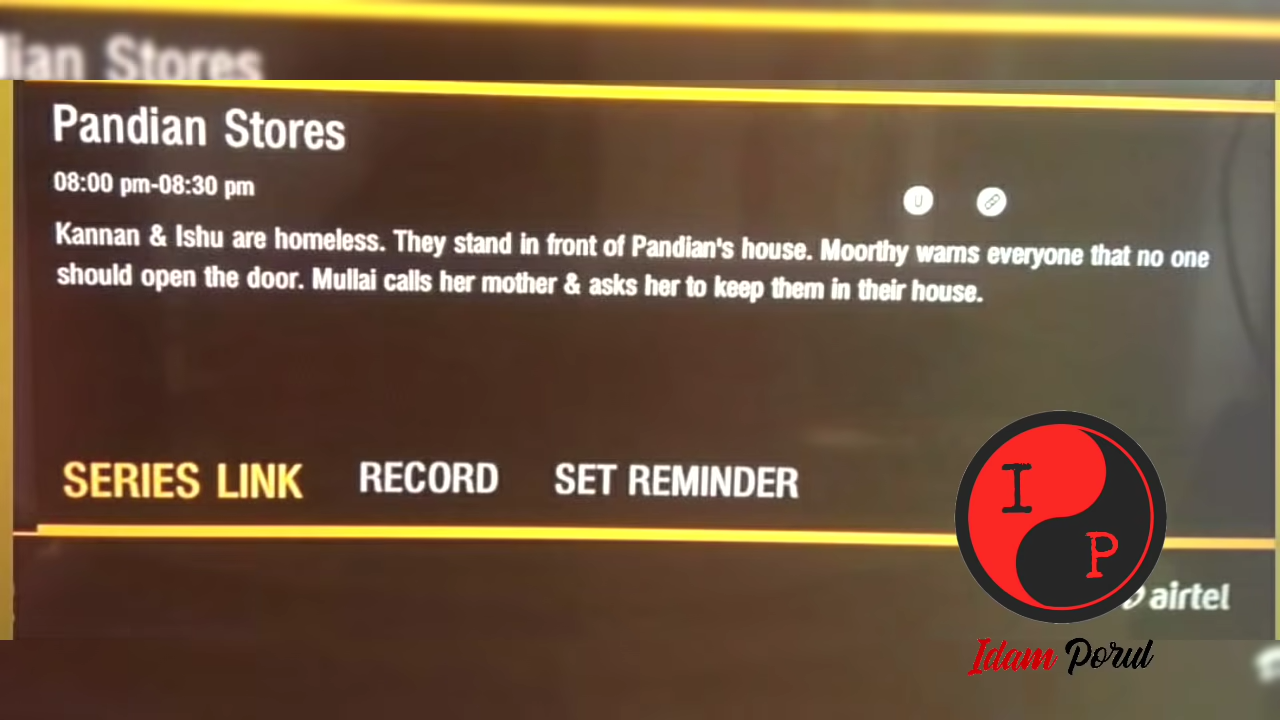 dian Stores
Pandian Stores
08:00 pm-08:30 pm
U
Kannan & Ishu are homeless. They stand in front of Pandian's house. Moorthy warns everyone that no one
should open the door. Mullai calls her mother & asks her to keep them in their house.
SERIES LINK RECORD SET REMINDER
I
P
airtel
Idam Porul